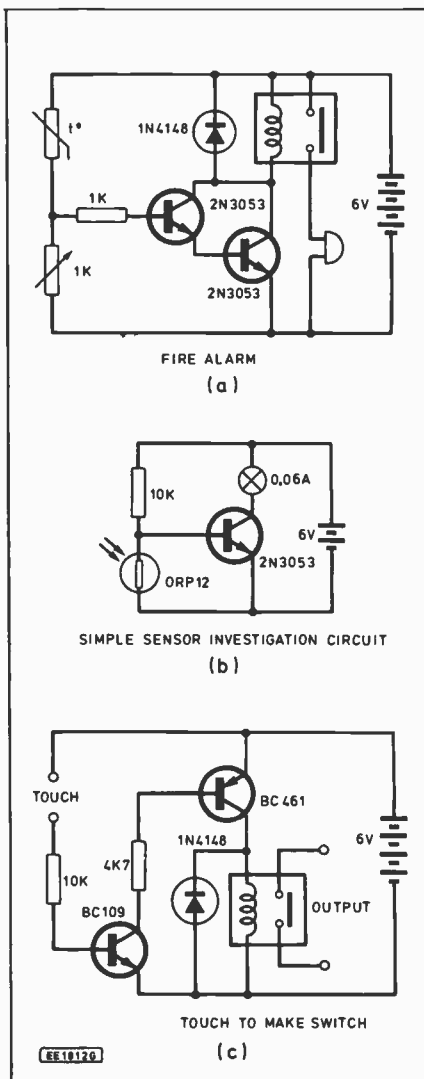 t°
1N4148
1K
2N3053
6V
1K
2N3053
FIRE ALARM
(a)
10K
0,06A
6V
2N3053
ORP12
SIMPLE SENSOR INVESTIGATION CIRCUIT
(b)
TOUCH
BC461
1N4148
6V
4K7
10K
OUTPUT
BC109
TOUCH TO MAKE SWITCH
EE1812G
(c)